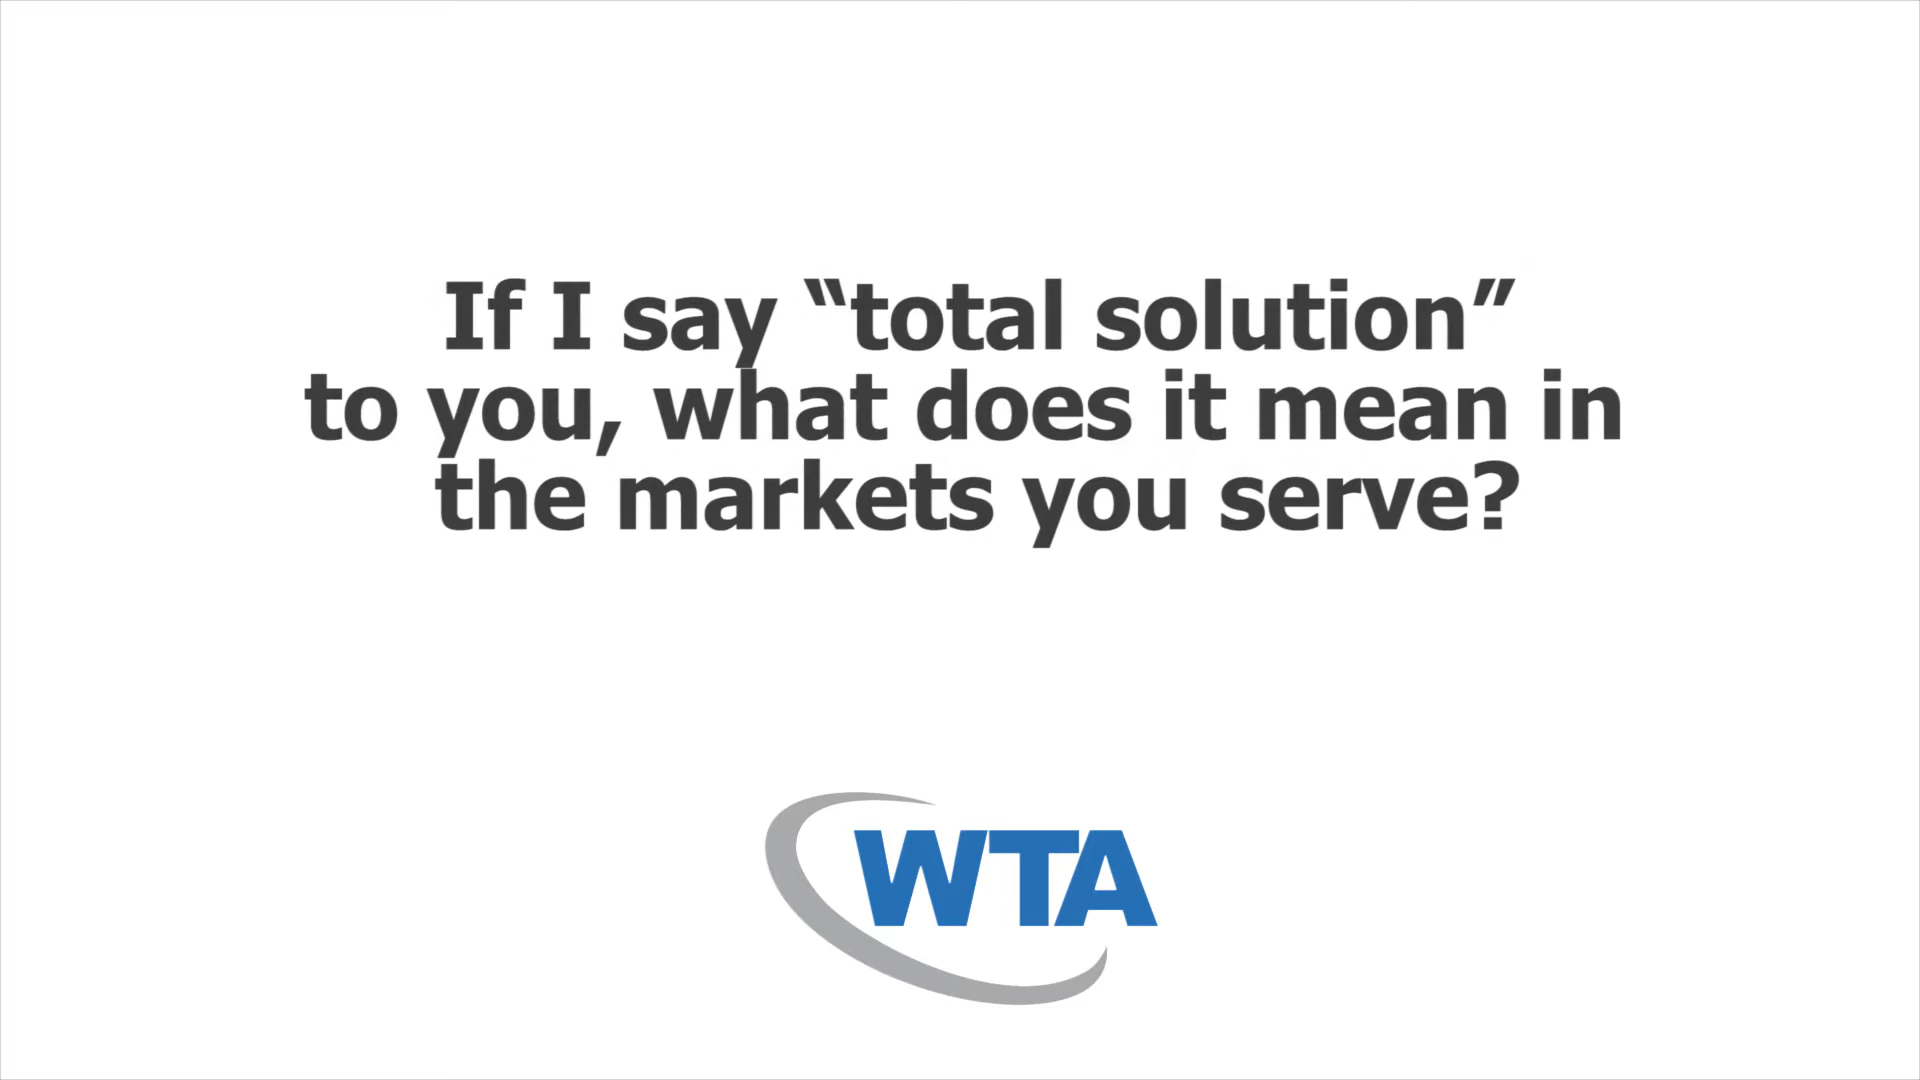 If I say “total solution”
to you, what does it mean in
the markets you serve?
WTA